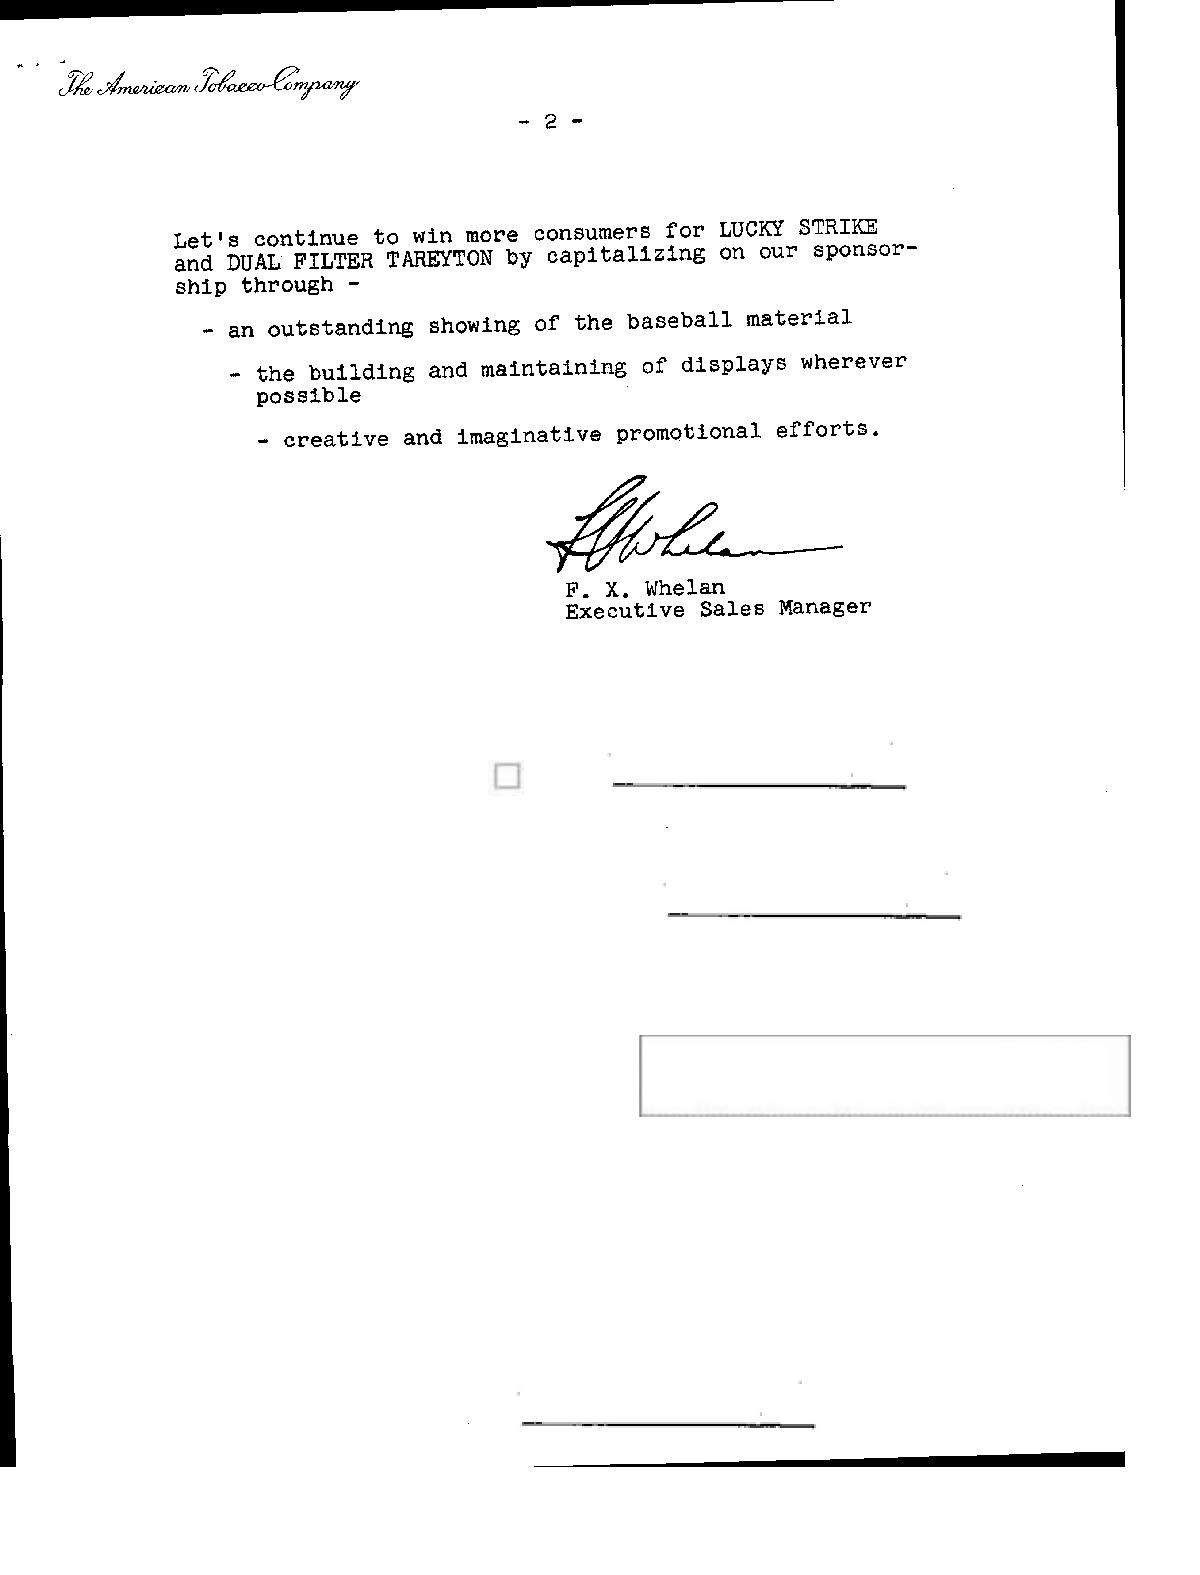 The American Tobacco Company
- 2 -
Let's continue to win more consumers for LUCKY STRIKE
and DUAL FILTER TAREYTON by capitalizing on our sponsor-
ship through -
- an outstanding showing of the baseball material
- the building and maintaining of displays wherever
possible
- creative and imaginative promotional efforts.
F X Whelan
F. X. Whelan
Executive Sales Manager